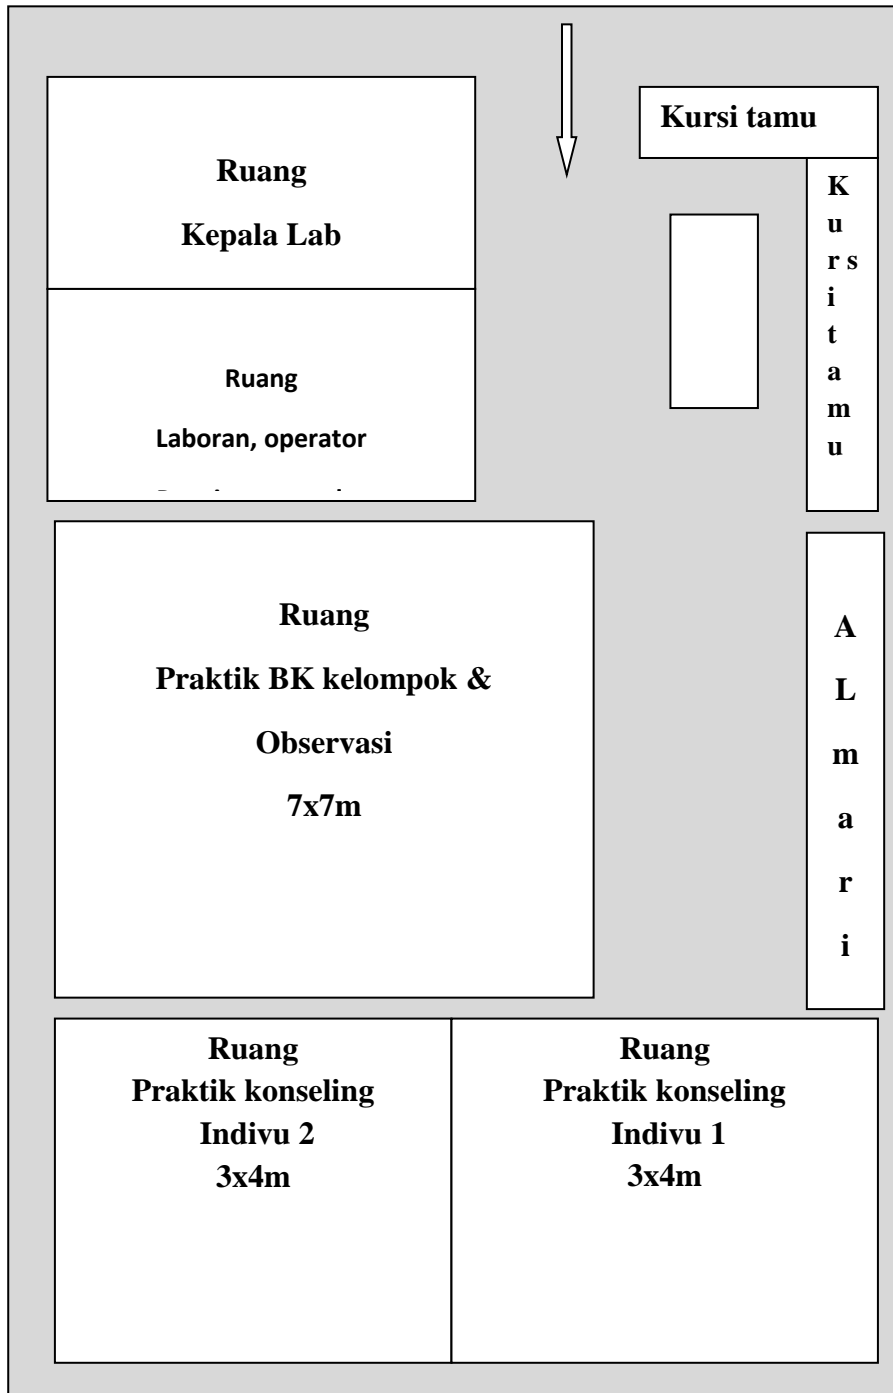 Kursi tamu
Ruang
Kepala Lab
K
u
r s
i
t
a
m
u
Ruang
Laboran, operator
Ruang
Praktik BK kelompok &
Observasi
7x7m
A
L
m
a
r
i
Ruang
Praktik konseling
Indivu 2
3x4m
Ruang
Praktik konseling
Indivu 1
3x4m